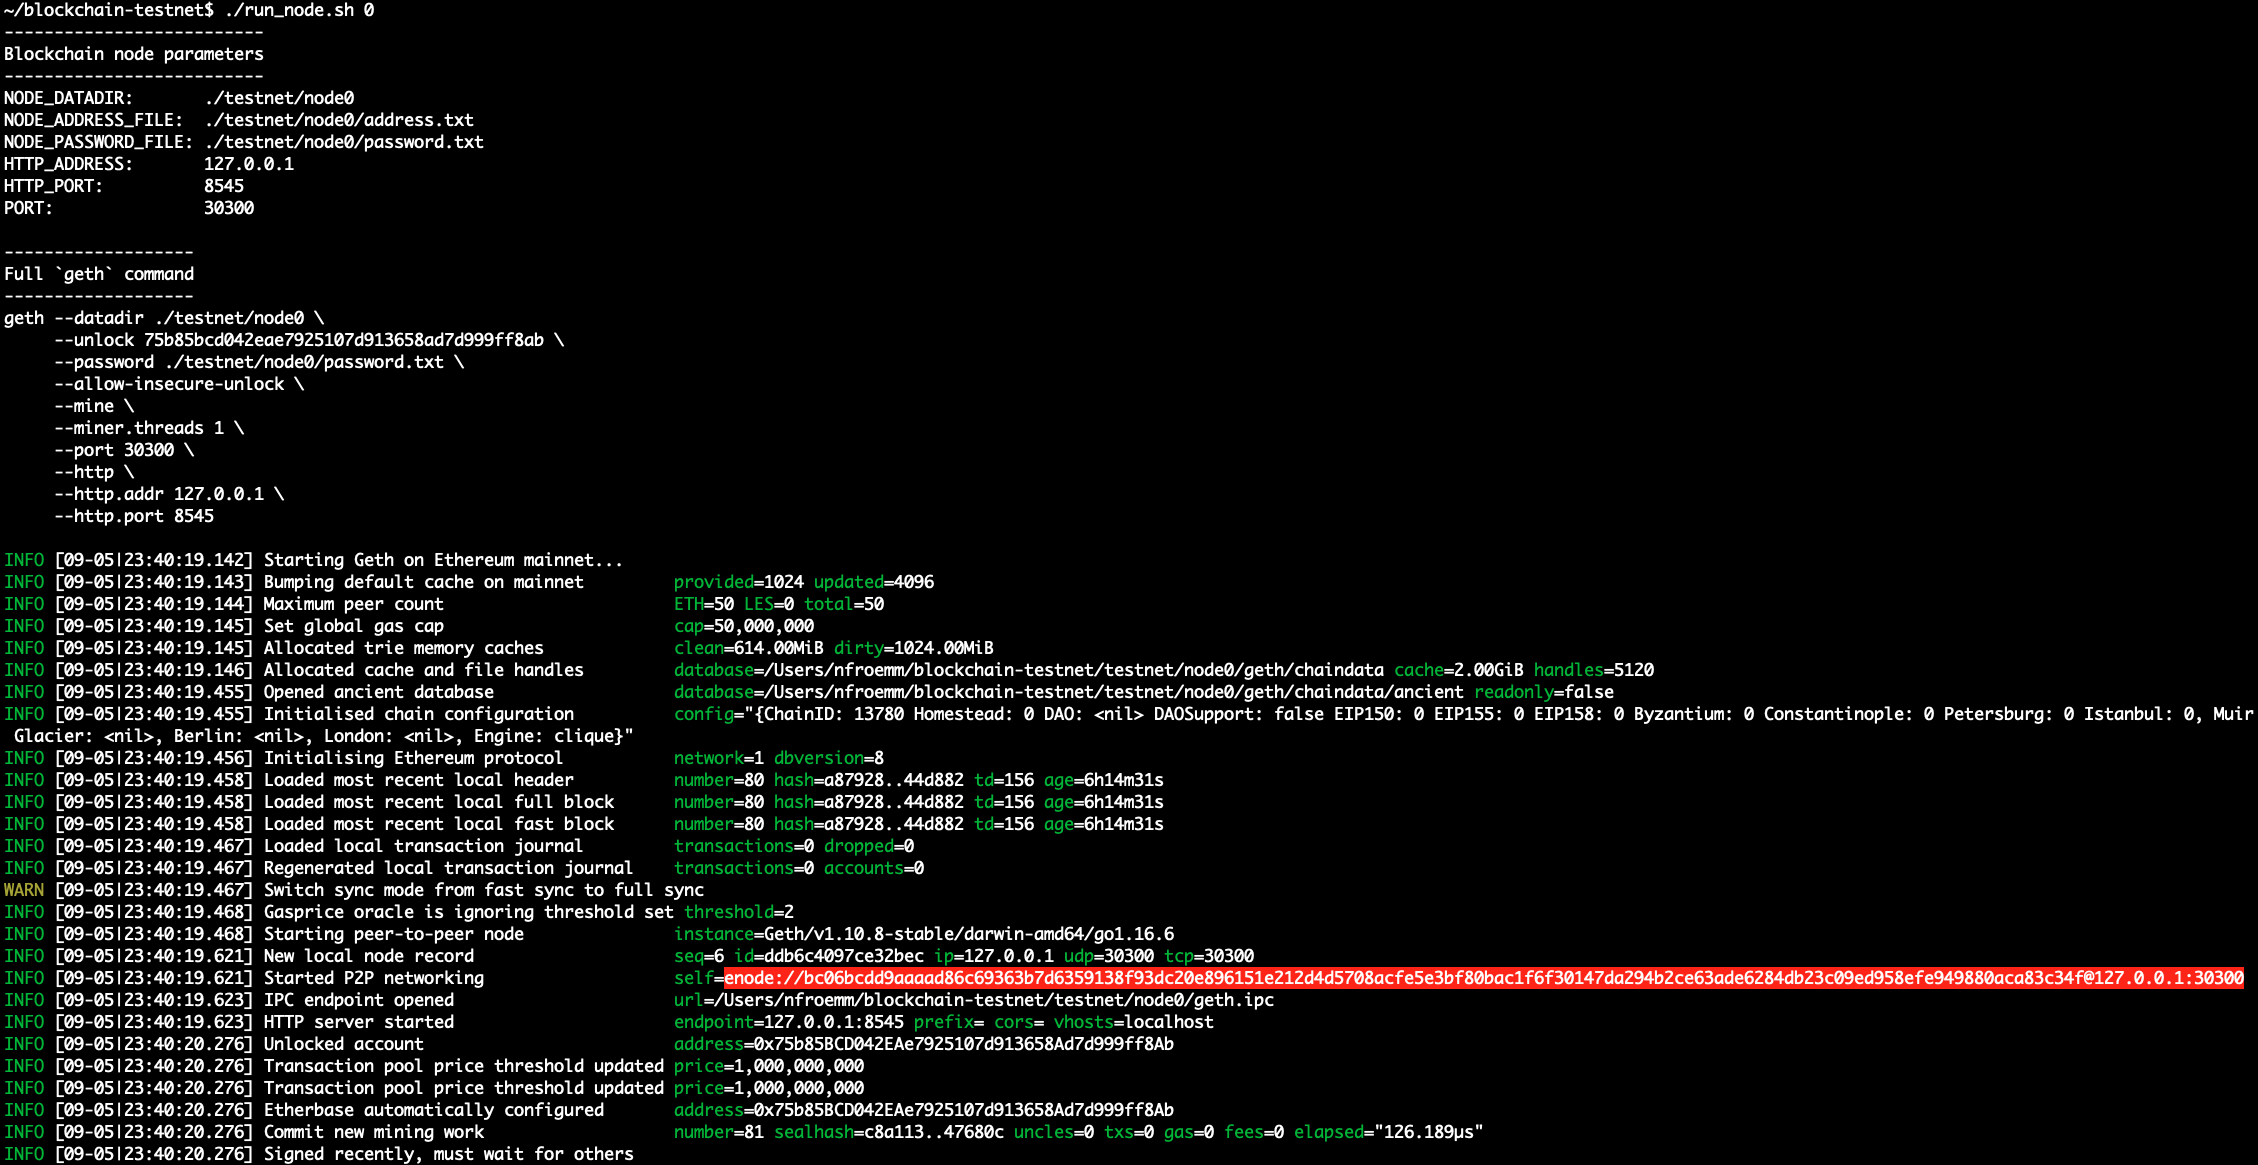 ~/blockchain-testnet$ ./run_node.sh 0
--------------------------
Blockchain node parameters
--------------------------
NODE_DATADIR:       ./testnet/node0
NODE_ADDRESS_FILE:  ./testnet/node0/address.txt
NODE_PASSWORD_FILE: ./testnet/node0/password.txt
HTTP_ADDRESS:       127.0.0.1
HTTP_PORT:          8545
PORT:               30300
-------------------
Full `geth` command
-------------------
geth --datadir ./testnet/node0 \
     --unlock 75b85bcd042eae7925107d913658ad7d999ff8ab \
     --password ./testnet/node0/password.txt \
     --allow-insecure-unlock \
     --mine \
     --miner.threads 1 \
     --port 30300 \
     --http \
     --http.addr 127.0.0.1 \
     --http.port 8545
INFO [09-05|23:40:19.142] Starting Geth on Ethereum mainnet...
INFO [09-05|23:40:19.143] Bumping default cache on mainnet         provided=1024 updated=4096
INFO [09-05|23:40:19.144] Maximum peer count                       ETH=50 LES=0 total=50
INFO [09-05|23:40:19.145] Set global gas cap                       cap=50,000,000
INFO [09-05|23:40:19.145] Allocated trie memory caches             clean=614.00MiB dirty=1024.00MiB
INFO [09-05|23:40:19.146] Allocated cache and file handles         database=/Users/nfroemm/blockchain-testnet/testnet/node0/geth/chaindata cache=2.00GiB handles=5120
INFO [09-05|23:40:19.455] Opened ancient database                  database=/Users/nfroemm/blockchain-testnet/testnet/node0/geth/chaindata/ancient readonly=false
INFO [09-05|23:40:19.455] Initialised chain configuration          config="{ChainID: 13780 Homestead: 0 DAO: <nil> DAOSupport: false EIP150: 0 EIP155: 0 EIP158: 0 Byzantium: 0 Constantinople: 0 Petersburg: 0 Istanbul: 0, Muir
 Glacier: <nil>, Berlin: <nil>, London: <nil>, Engine: clique}"
INFO [09-05|23:40:19.456] Initialising Ethereum protocol           network=1 dbversion=8
INFO [09-05|23:40:19.458] Loaded most recent local header          number=80 hash=a87928..44d882 td=156 age=6h14m31s
INFO [09-05|23:40:19.458] Loaded most recent local full block      number=80 hash=a87928..44d882 td=156 age=6h14m31s
INFO [09-05|23:40:19.458] Loaded most recent local fast block      number=80 hash=a87928..44d882 td=156 age=6h14m31s
INFO [09-05|23:40:19.467] Loaded local transaction journal         transactions=0 dropped=0
INFO [09-05|23:40:19.467] Regenerated local transaction journal    transactions=0 accounts=0
WARN [09-05|23:40:19.467] Switch sync mode from fast sync to full sync
INFO [09-05|23:40:19.468] Gasprice oracle is ignoring threshold set threshold=2
INFO [09-05|23:40:19.468] Starting peer-to-peer node               instance=Geth/v1.10.8-stable/darwin-amd64/go1.16.6
INFO [09-05|23:40:19.621] New local node record                    seq=6 id=ddb6c4097ce32bec ip=127.0.0.1 udp=30300 tcp=30300
INFO [09-05|23:40:19.621] Started P2P networking                   self=enode://bc06bcdd9aaaad86c69363b7d6359138f93dc20e896151e212d4d5708acfe5e3bf80bac1f6f30147da294b2ce63ade6284db23c09ed958efe949880aca83c34f@127.0.0.1:30300
INFO [09-05|23:40:19.623] IPC endpoint opened                      url=/Users/nfroemm/blockchain-testnet/testnet/node0/geth.ipc
INFO [09-05|23:40:19.623] HTTP server started                      endpoint=127.0.0.1:8545 prefix= cors= vhosts=localhost
INFO [09-05|23:40:20.276] Unlocked account                         address=0x75b85BCD042EAe7925107d913658Ad7d999ff8Ab
INFO [09-05|23:40:20.276] Transaction pool price threshold updated price=1,000,000,000
INFO [09-05|23:40:20.276] Transaction pool price threshold updated price=1,000,000,000
INFO [09-05|23:40:20.276] Etherbase automatically configured       address=0x75b85BCD042EAe7925107d913658Ad7d999ff8Ab
INFO [09-05|23:40:20.276] Commit new mining work                   number=81 sealhash=c8a113..47680c uncles=0 txs=0 gas=0 fees=0 elapsed="126.189µs"
INFO [09-05|23:40:20.276] Signed recently, must wait for others